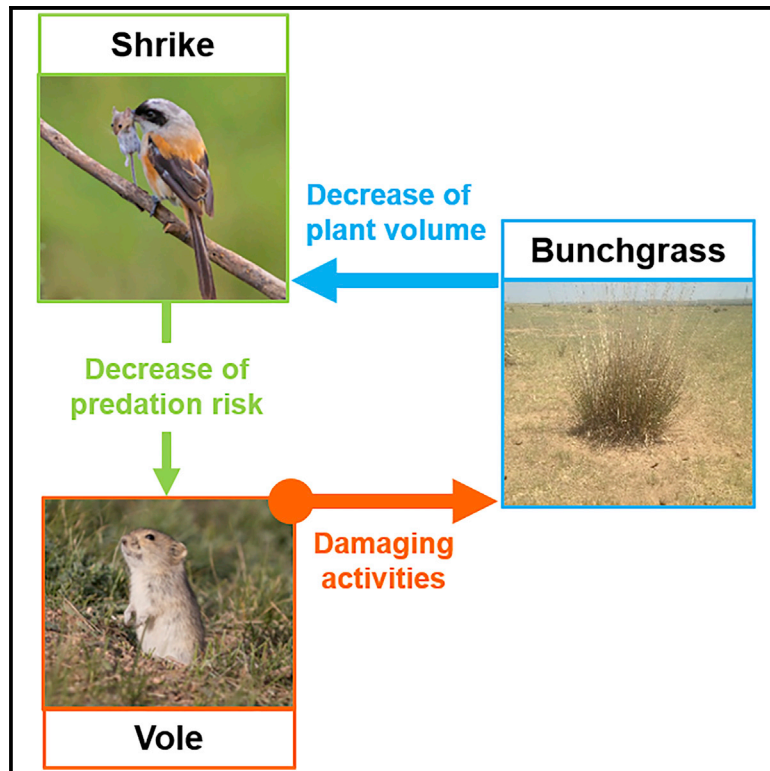 Shrike
Decrease of
plant volume
Bunchgrass
Decrease of
predation risk
Damaging
activities
Vole